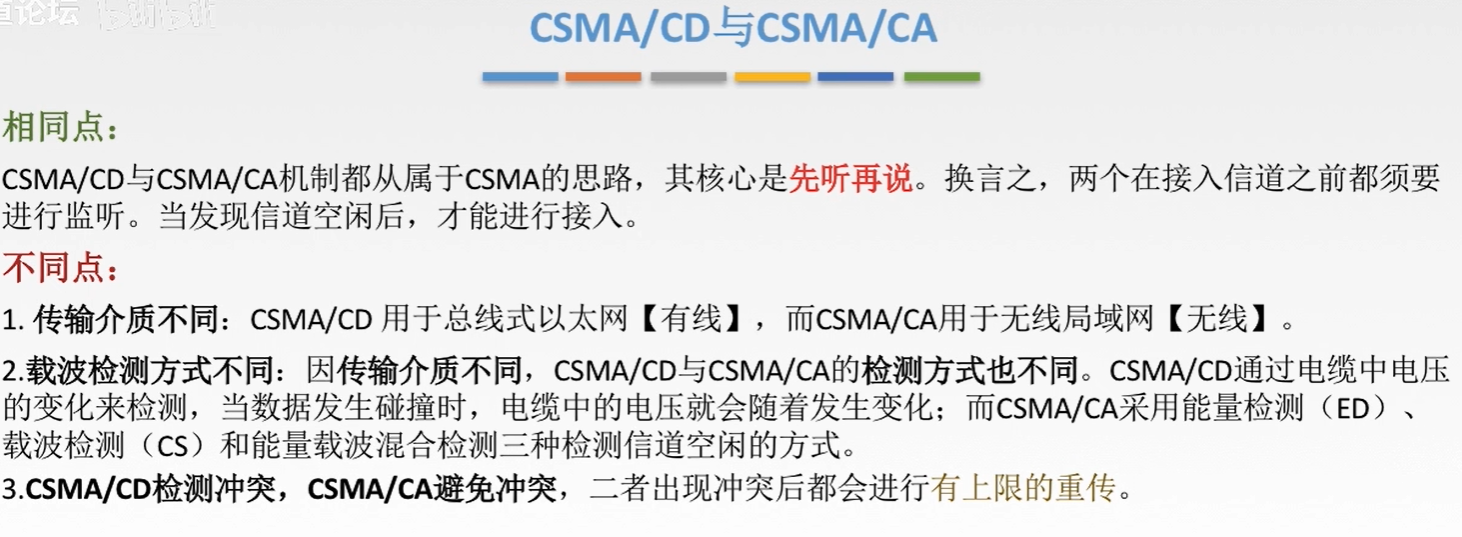 道论坛 bilibili
CSMA/CD与CSMA/CA
相同点：
CSMA/CD与CSMA/CA机制都从属于CSMA的思路，其核心是先听再说。换言之，两个在接入信道之前都须要
进行监听。当发现信道空闲后，才能进行接入。
不同点：
1. 传输介质不同：CSMA/CD 用于总线式以太网【有线】，而CSMA/CA用于无线局域网【无线】。
2.载波检测方式不同：因传输介质不同，CSMA/CD与CSMA/CA的检测方式也不同。CSMA/CD通过电缆中电压
的变化来检测，当数据发生碰撞时，电缆中的电压就会随着发生变化；而CSMA/CA采用能量检测（ED）、
载波检测（CS）和能量载波混合检测三种检测信道空闲的方式。
3.CSMA/CD检测冲突，CSMA/CA避免冲突，二者出现冲突后都会进行有上限的重传。